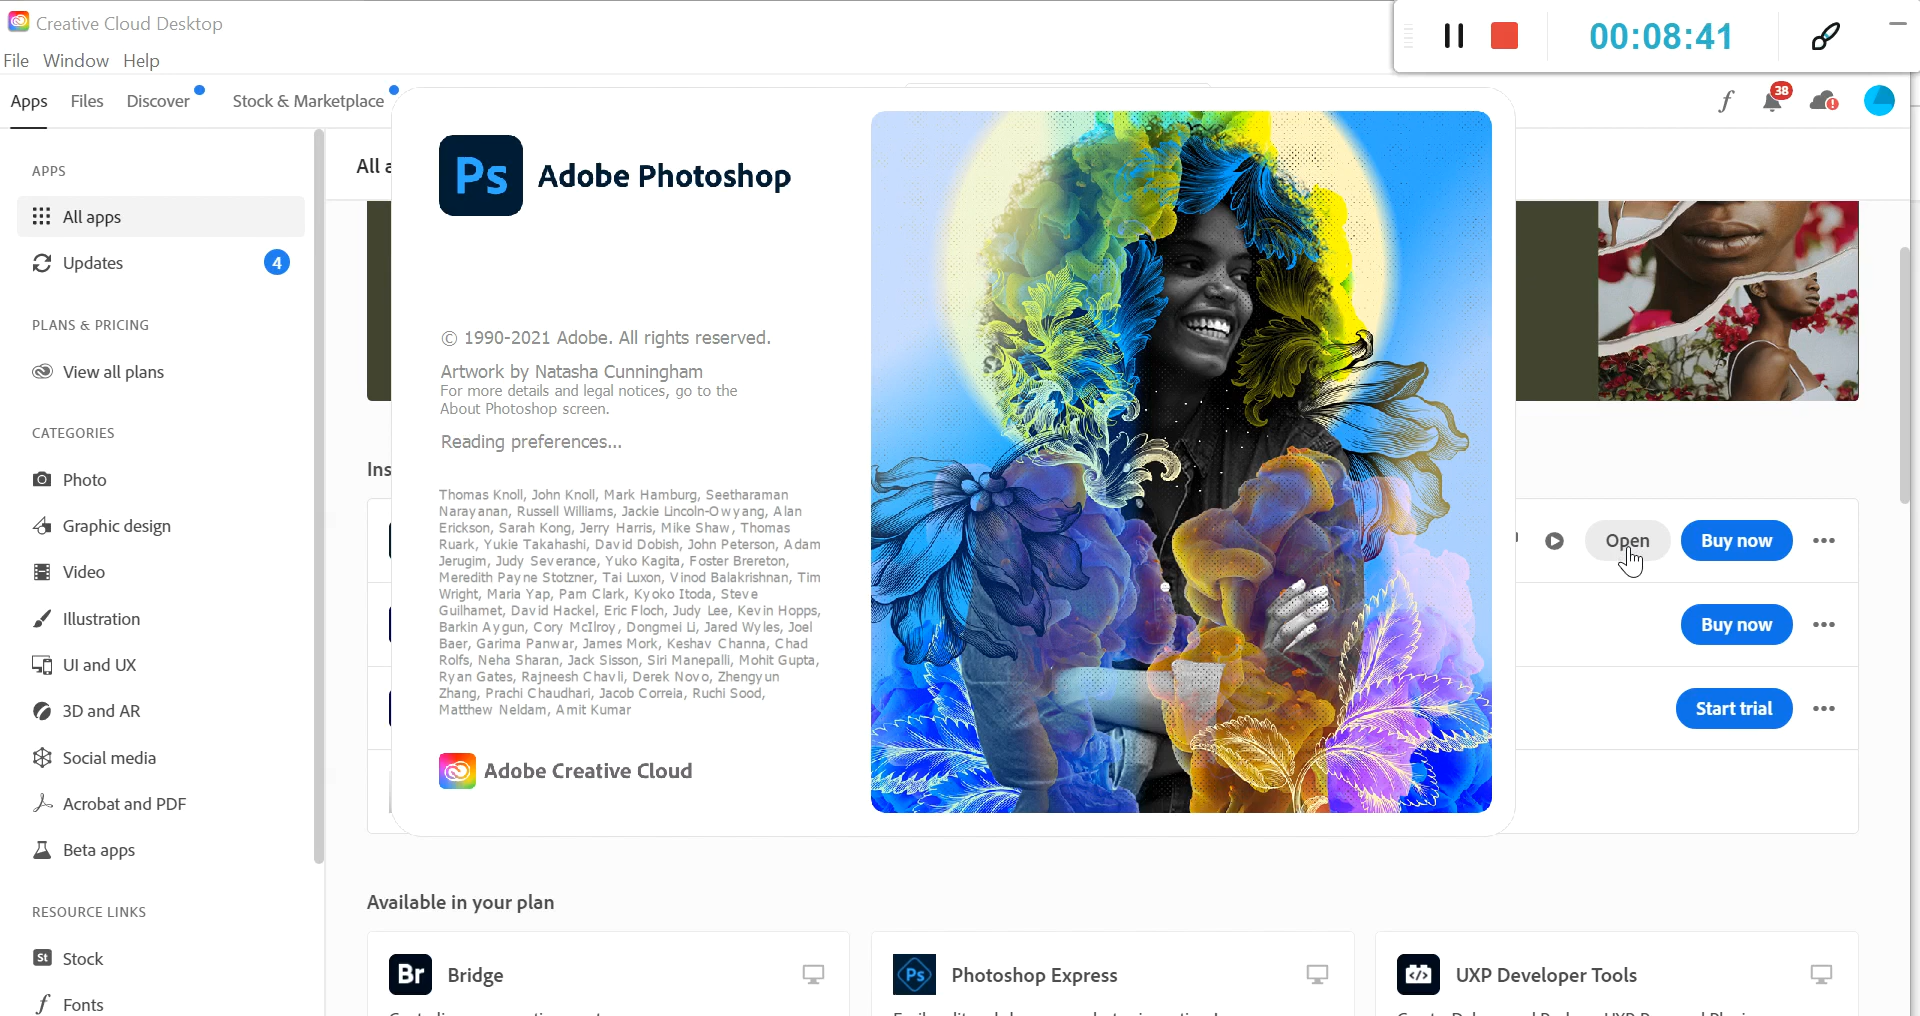 Creative Cloud Desktop
00:08:41
File Window Help
Apps Files Discover Stock & Marketplace
38
APPS
All apps
Updates 4
PLANS & PRICING
View all plans
CATEGORIES
Photo
Graphic design
Video
Illustration
UI and UX
3D and AR
Social media
Acrobat and PDF
Beta apps
RESOURCE LINKS
St Stock
Fonts
All a
Ps Adobe Photoshop
© 1990-2021 Adobe. All rights reserved.
Artwork by Natasha Cunningham
For more details and legal notices, go to the
About Photoshop screen.
Reading preferences...
Thomas Knoll, John Knoll, Mark Hamburg, Seetharaman
Narayanan, Russell Williams, Jackie Lincoln-Owyang, Alan
Erickson, Sarah Kong, Jerry Harris, Mike Shaw, Thomas
Ruark, Yukie Takahashi, David Dobish, John Peterson, Adam
Jerugim, Judy Severance, Yuko Kagita, Foster Brereton,
Meredith Payne Stotzner, Tai Luxon, Vinod Balakrishnan, Tim
Wright, Maria Yap, Pam Clark, Kyoko Itoda, Steve
Guilhamet, David Hackel, Eric Floch, Judy Lee, Kevin Hopps,
Barkin Aygun, Cory McIlroy, Dongmei Li, Jared Wyles, Joel
Baer, Garima Panwar, James Mork, Keshav Channa, Chad
Rolfs, Neha Sharan, Jack Sisson, Siri Manepalli, Mohit Gupta,
Ryan Gates, Rajneesh Chavli, Derek Novo, Zhengyun
Zhang, Prachi Chaudhari, Jacob Correia, Ruchi Sood,
Matthew Neldam, Amit Kumar
Adobe Creative Cloud
Ins
Open Buy now
Buy now
Start trial
Available in your plan
Br Bridge
Ps Photoshop Express
UXP Developer Tools